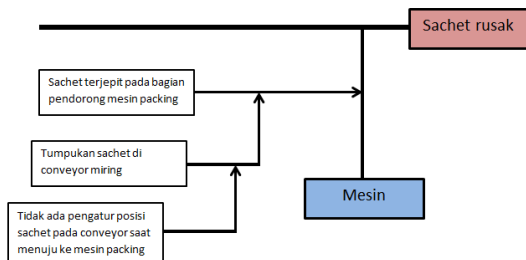 Sachet rusak
Sachet terjepit pada bagian
pendorong mesin packing
Tumpukan sachet di
conveyor miring
Mesin
Tidak ada pengatur posisi
sachet pada conveyor saat
menuju ke mesin packing